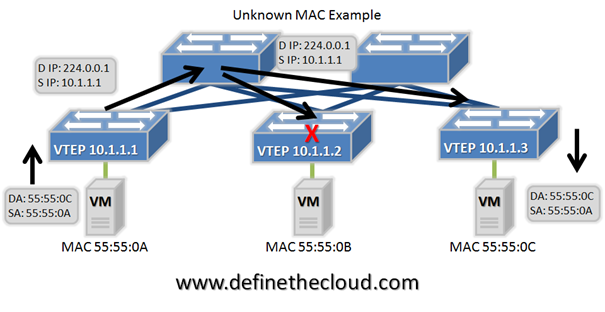 Unknown MAC Example
D IP: 224.0.0.1
S IP: 10.1.1.1
D IP: 224.0.0.1
S IP: 10.1.1.1
VTEP 10.1.1.1
VTEP 10.1.1.2
VTEP 10.1.1.3
X
DA: 55:55:0C
SA: 55:55:0A
VM
VM
VM
DA: 55:55:0C
SA: 55:55:0A
MAC 55:55:0A
MAC 55:55:0B
MAC 55:55:0C
www.definethecloud.com